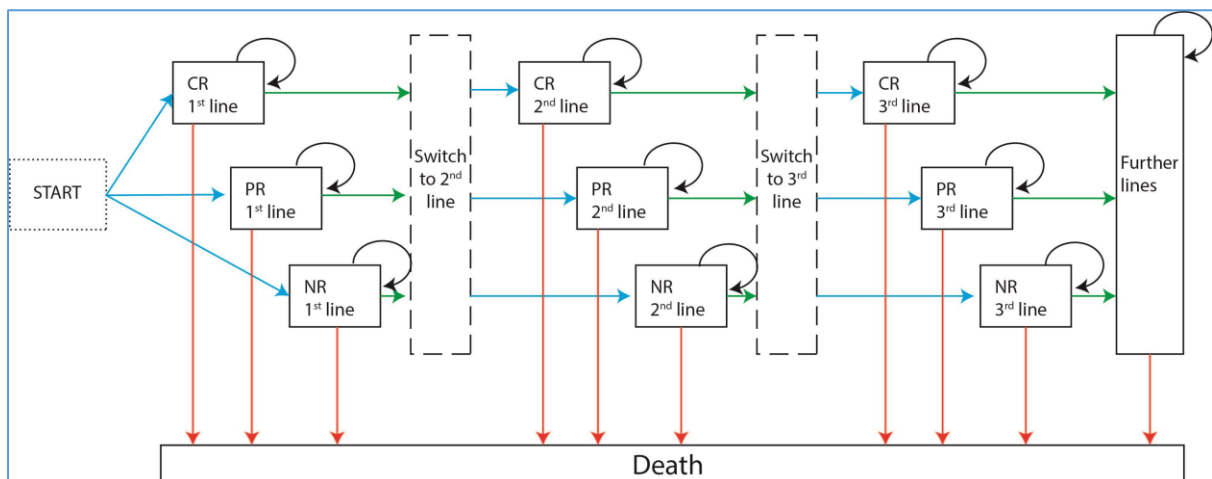 START
CR
1st line
PR
1st line
NR
1st line
Switch
to 2nd
line
CR
2nd line
PR
2nd line
NR
2nd line
Switch
to 3rd
line
CR
3rd line
PR
3rd line
NR
3rd line
Further
lines
Death